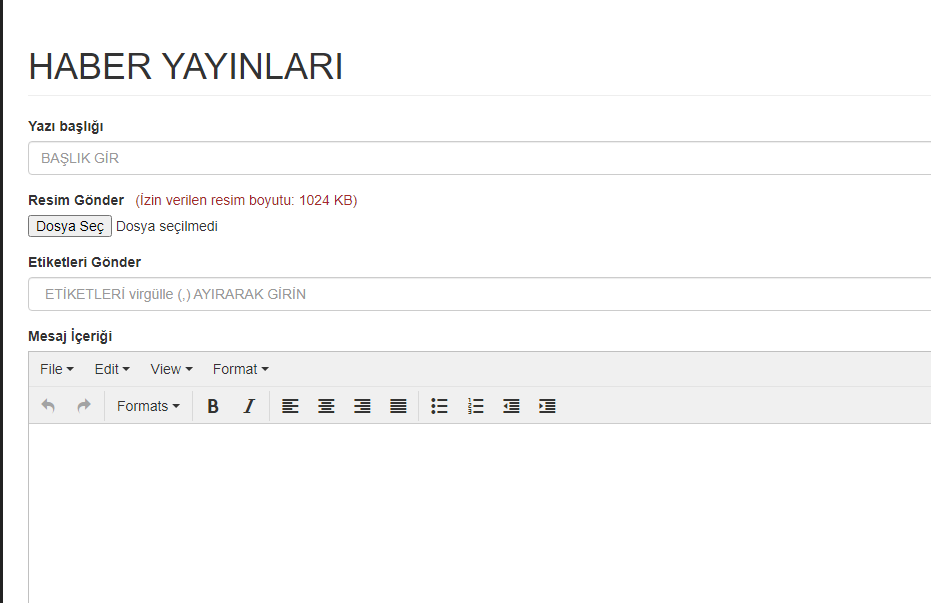 HABER YAYINLARI
Yazı başlığı
BAŞLIK GİR
Resim Gönder (İzin verilen resim boyutu: 1024 KB)
Dosya Seç Dosya seçilmedi
Etiketleri Gönder
ETİKETLERİ virgülle (,) AYIRARAK GİRİN
Mesaj İçeriği
File Edit View Format
Formats B I